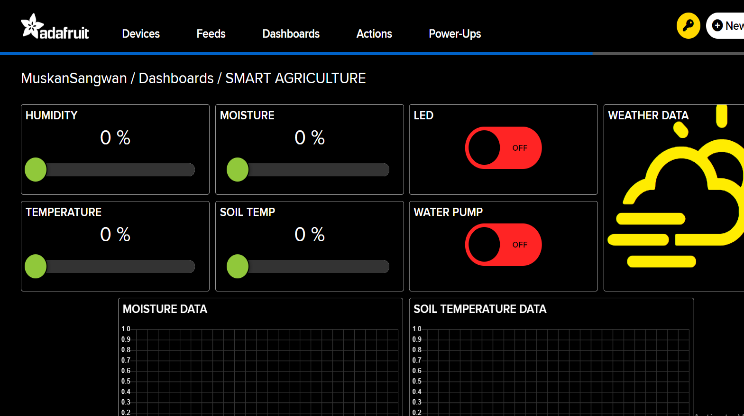 adafruit
Devices Feeds Dashboards Actions Power-Ups
New
MuskanSangwan / Dashboards / SMART AGRICULTURE
HUMIDITY
0 %
MOISTURE
0 %
LED
OFF
WEATHER DATA
TEMPERATURE
0 %
SOIL TEMP
0 %
WATER PUMP
OFF
MOISTURE DATA
1.0
0.9
0.8
0.7
0.6
0.5
0.4
0.3
0.2
SOIL TEMPERATURE DATA
1.0
0.9
0.8
0.7
0.6
0.5
0.4
0.3
0.2